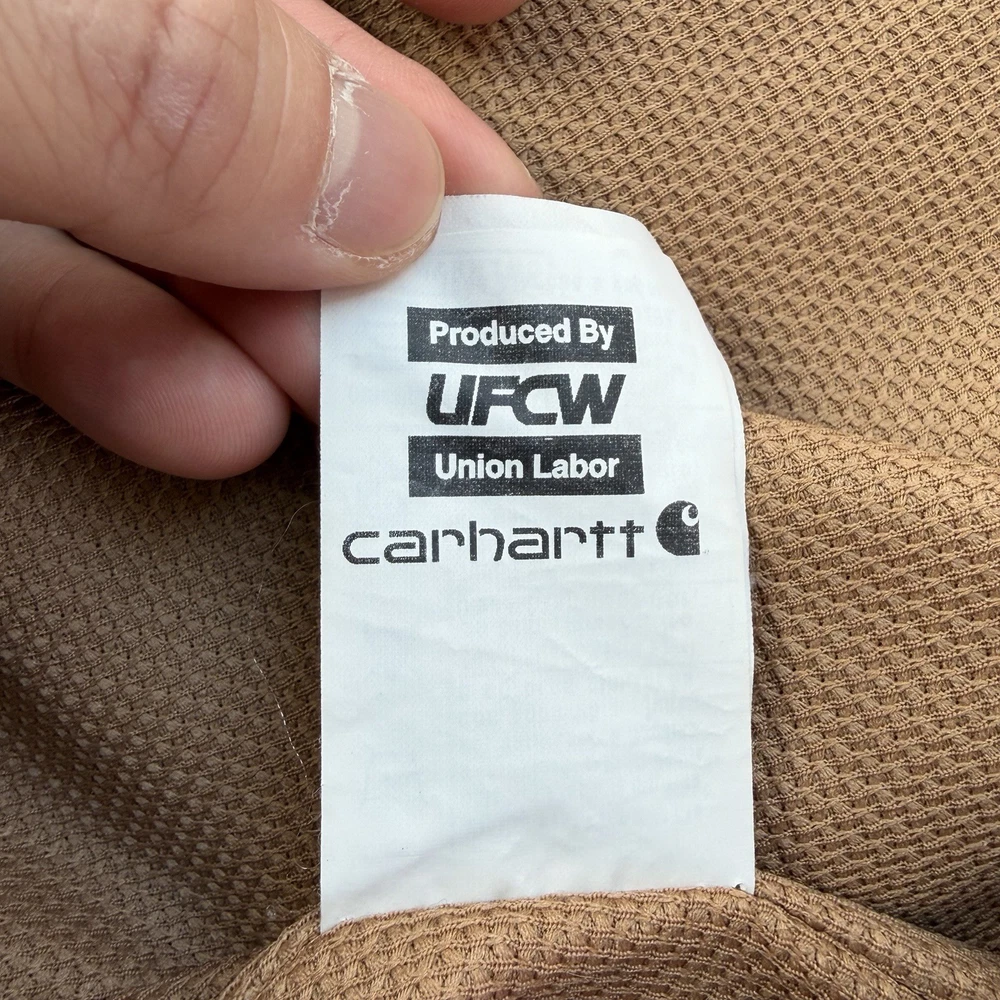 Produced By
UFCW
Union Labor
carhartt